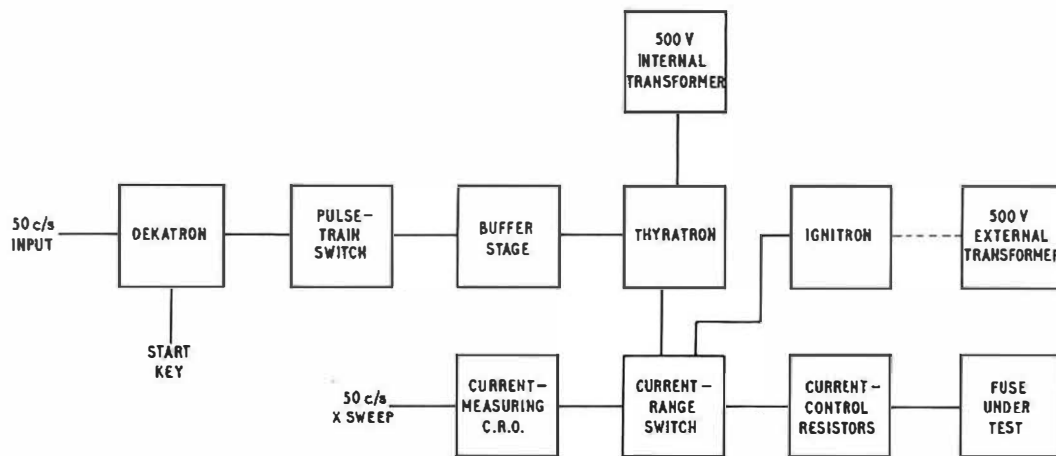 500 V
INTERNAL
TRANSFORMER
50 c/s
INPUT
DEKATRON
PULSE-
TRAIN
SWITCH
BUFFER
STAGE
THYRATRON
IGNITRON
500 V
EXTERNAL
TRANSFORMER
START
KEY
50 c/s
X SWEEP
CURRENT-
MEASURING
C.R.O.
CURRENT-
RANGE
SWITCH
CURRENT-
CONTROL
RESISTORS
FUSE
UNDER
TEST